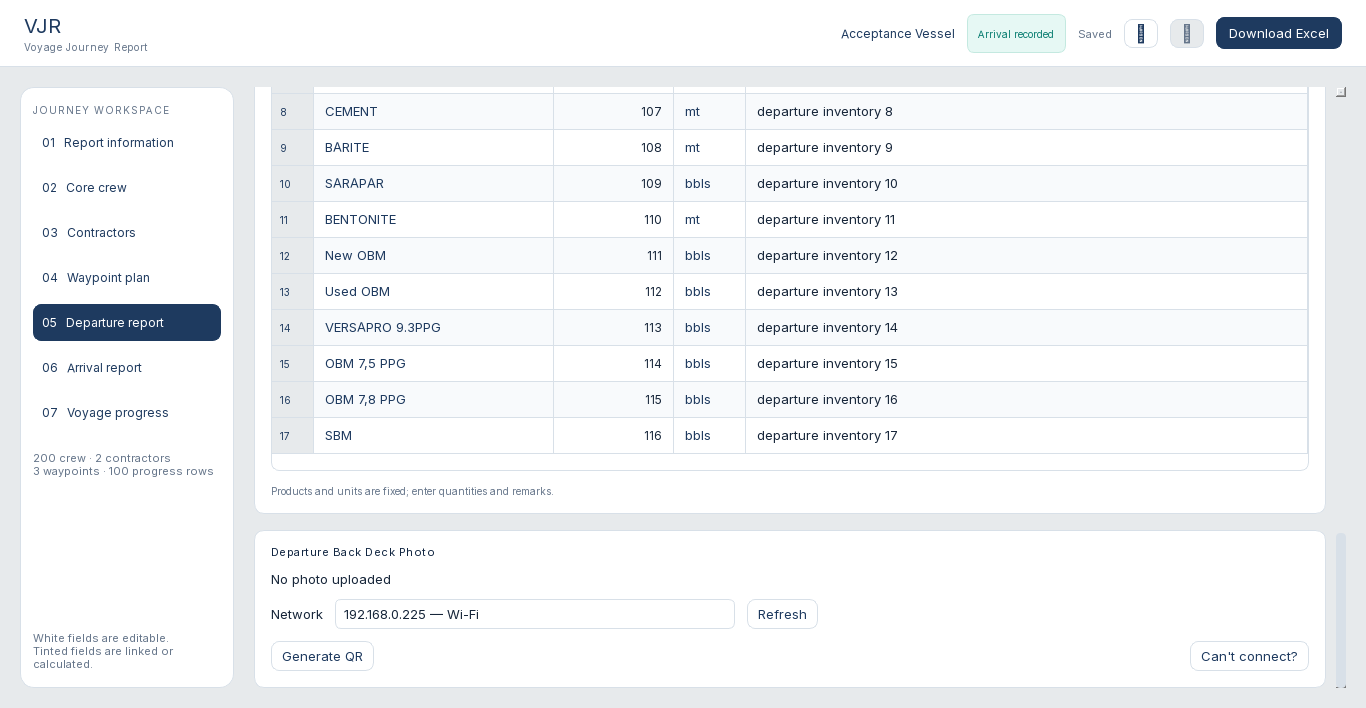 VJR
Voyage Journey Report
Acceptance Vessel
Arrival recorded
Saved
Download Excel
JOURNEY WORKSPACE
01 Report information
02 Core crew
03 Contractors
04 Waypoint plan
05 Departure report
06 Arrival report
07 Voyage progress
200 crew · 2 contractors
3 waypoints · 100 progress rows
White fields are editable.
Tinted fields are linked or
calculated.
8 CEMENT 107 mt departure inventory 8
9 BARITE 108 mt departure inventory 9
10 SARAPAR 109 bbls departure inventory 10
11 BENTONITE 110 mt departure inventory 11
12 New OBM 111 bbls departure inventory 12
13 Used OBM 112 bbls departure inventory 13
14 VERSAPRO 9.3PPG 113 bbls departure inventory 14
15 OBM 7,5 PPG 114 bbls departure inventory 15
16 OBM 7,8 PPG 115 bbls departure inventory 16
17 SBM 116 bbls departure inventory 17
Products and units are fixed; enter quantities and remarks.
Departure Back Deck Photo
No photo uploaded
Network 192.168.0.225 — Wi-Fi Refresh
Generate QR Can't connect?